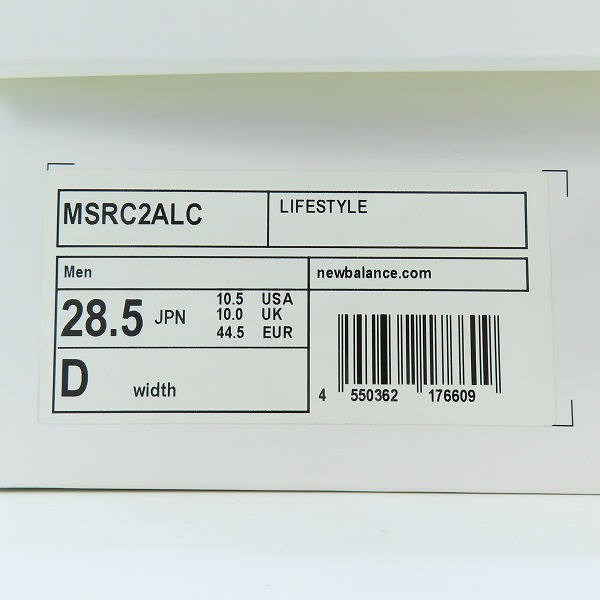 MSRC2ALC
LIFESTYLE
Men
newbalance.com
28.5 JPN
10.5 USA
10.0 UK
44.5 EUR
D width
4 550362 176609